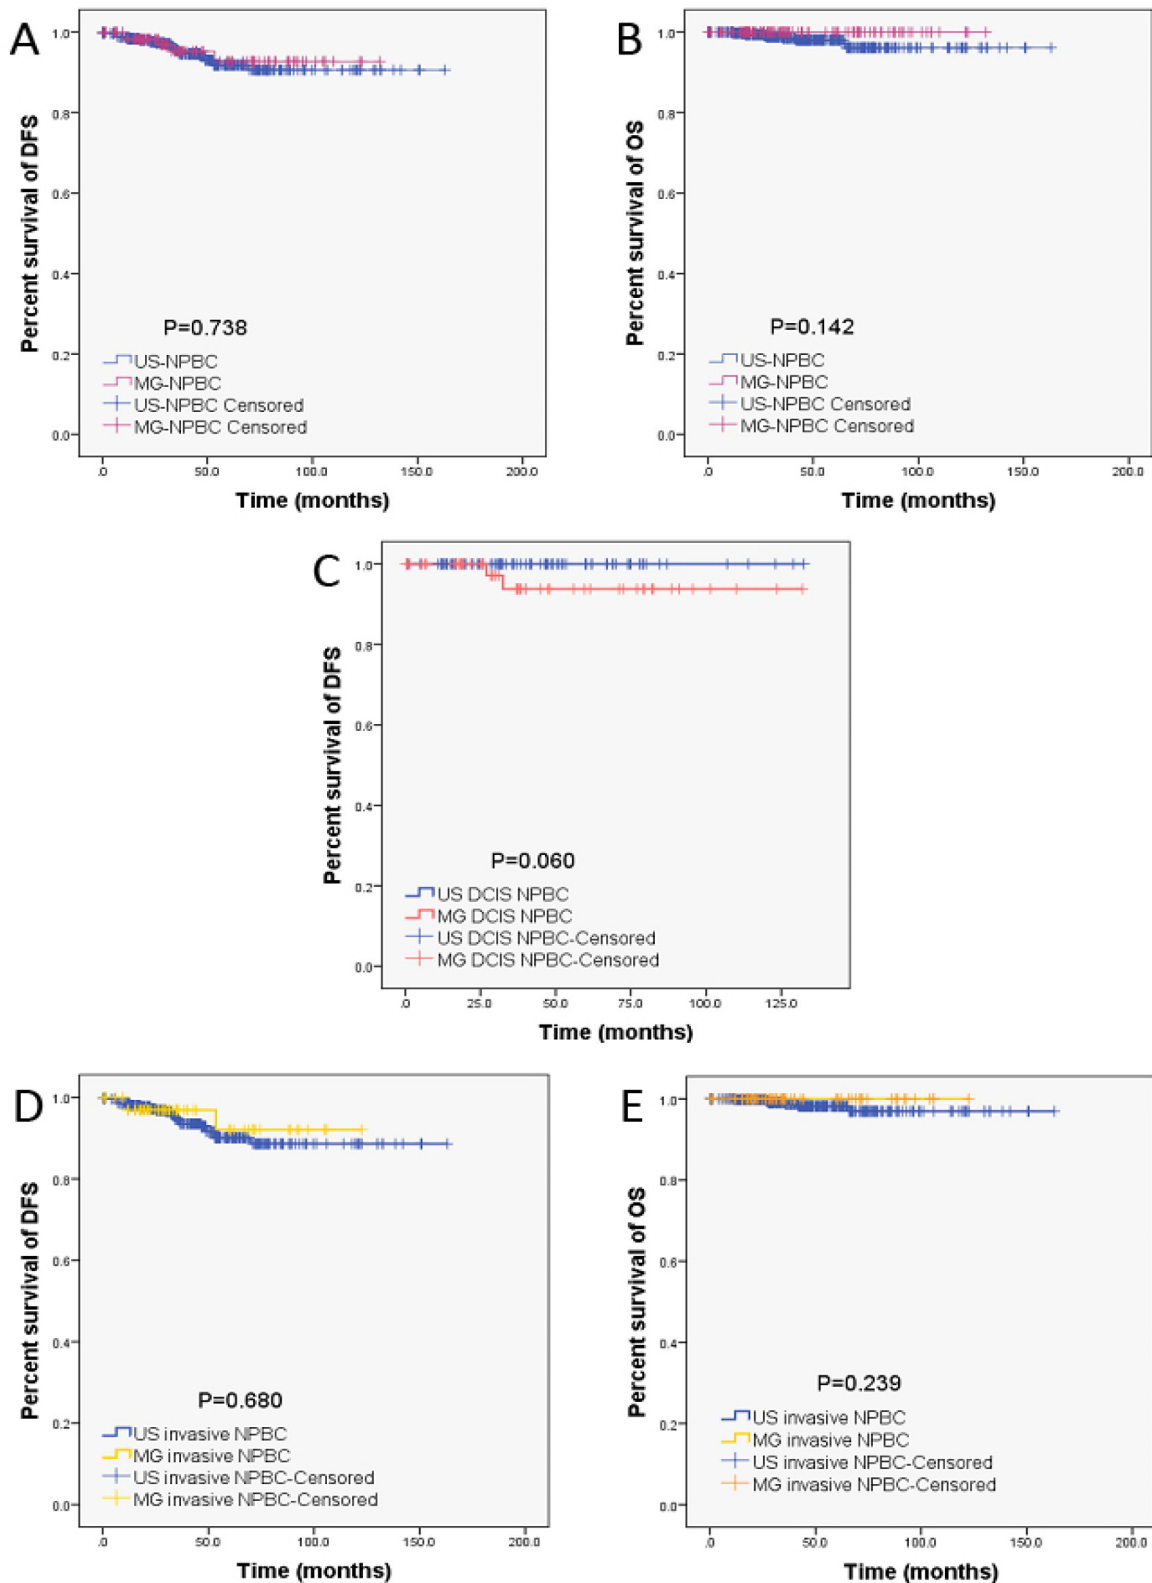 A
Percent survival of DFS
1.0
0.8
0.6
0.4
0.2
0.0
P=0.738
US-NPBC
MG-NPBC
US-NPBC Censored
MG-NPBC Censored
.0 50.0 100.0 150.0 200.0
Time (months)
B
Percent survival of OS
1.0
0.8
0.6
0.4
0.2
0.0
P=0.142
US-NPBC
MG-NPBC
US-NPBC Censored
MG-NPBC Censored
.0 50.0 100.0 150.0 200.0
Time (months)
C
Percent survival of DFS
1.0
0.8
0.6
0.4
0.2
0.0
P=0.060
US DCIS NPBC
MG DCIS NPBC
US DCIS NPBC-Censored
MG DCIS NPBC-Censored
.0 25.0 50.0 75.0 100.0 125.0
Time (months)
D
Percent survival of DFS
1.0
0.8
0.6
0.4
0.2
0.0
P=0.680
US invasive NPBC
MG invasive NPBC
US invasive NPBC-Censored
MG invasive NPBC-Censored
.0 50.0 100.0 150.0 200.0
Time (months)
E
Percent survival of OS
1.0
0.8
0.6
0.4
0.2
0.0
P=0.239
US invasive NPBC
MG invasive NPBC
US invasive NPBC-Censored
MG invasive NPBC-Censored
.0 50.0 100.0 150.0 200.0
Time (months)